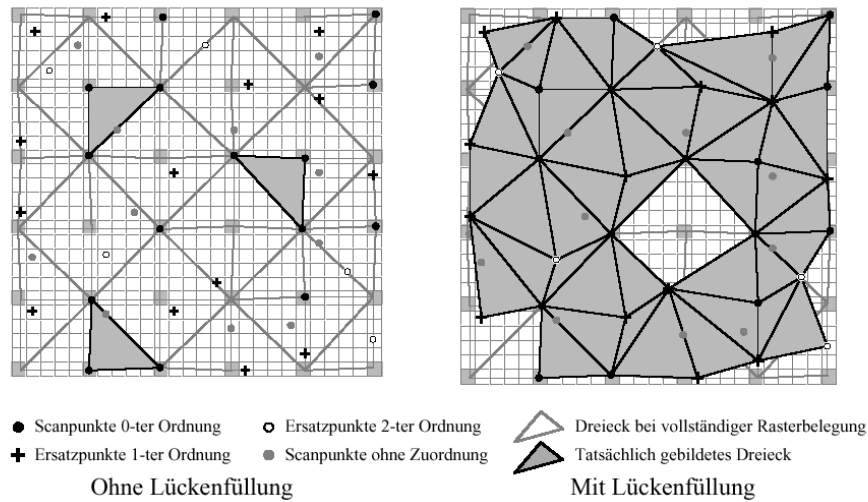 Scanpunkte 0-ter Ordnung
Ersatzpunkte 2-ter Ordnung
Dreieck bei vollständiger Rasterbelegung
Ersatzpunkte 1-ter Ordnung
Scanpunkte ohne Zuordnung
Tatsächlich gebildetes Dreieck
Ohne Lückenfüllung
Mit Lückenfüllung